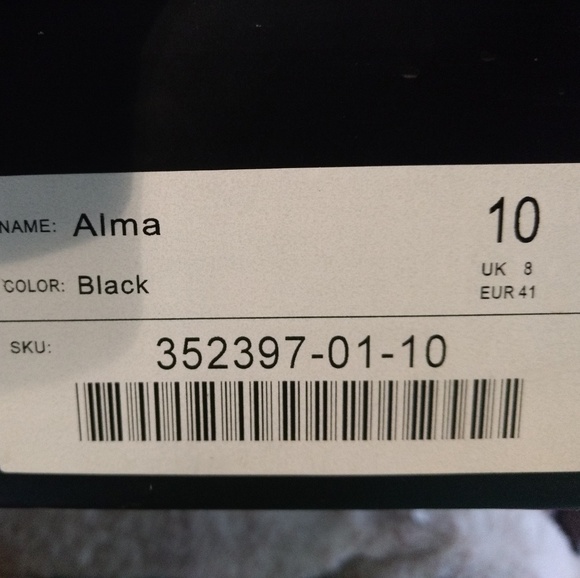 NAME: Alma
10
COLOR: Black
UK 8
EUR 41
SKU: 352397-01-10